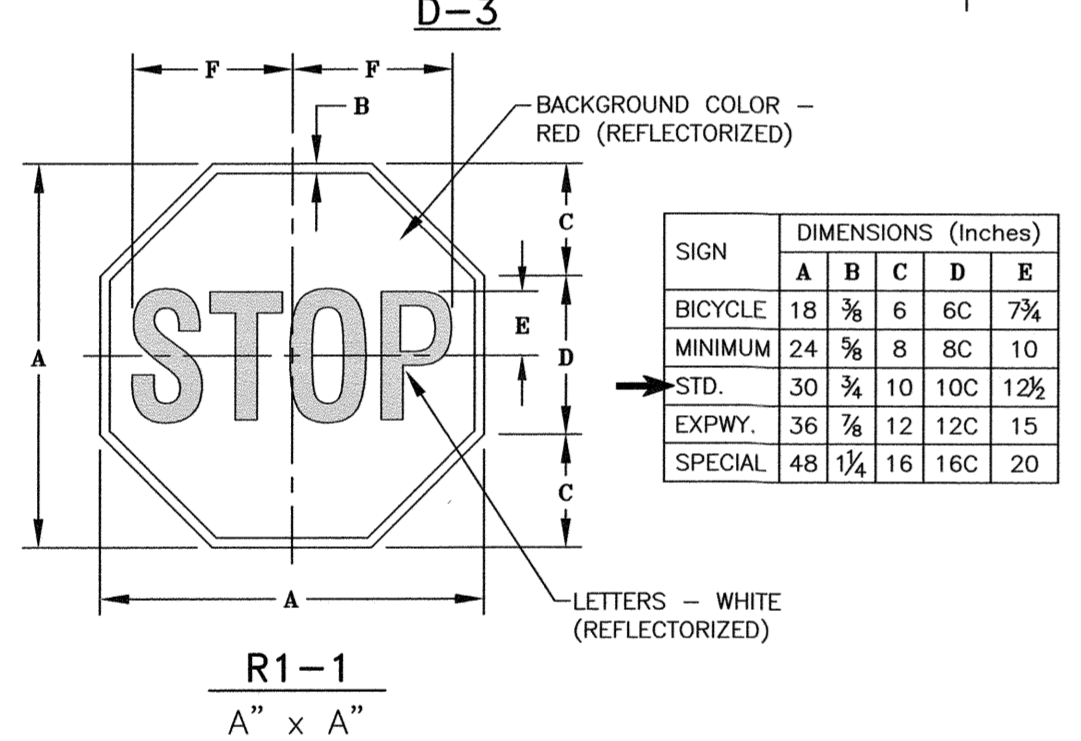 D-3
F F
B
BACKGROUND COLOR –
RED (REFLECTORIZED)
A
C
STOP
E
D
C
A
LETTERS – WHITE
(REFLECTORIZED)
R1-1
A” x A”
SIGN DIMENSIONS (Inches)
A B C D E
BICYCLE 18 ⅜ 6 6C 7¾
MINIMUM 24 ⅝ 8 8C 10
STD. 30 ¾ 10 10C 12½
EXPWY. 36 ⅞ 12 12C 15
SPECIAL 48 1¼ 16 16C 20